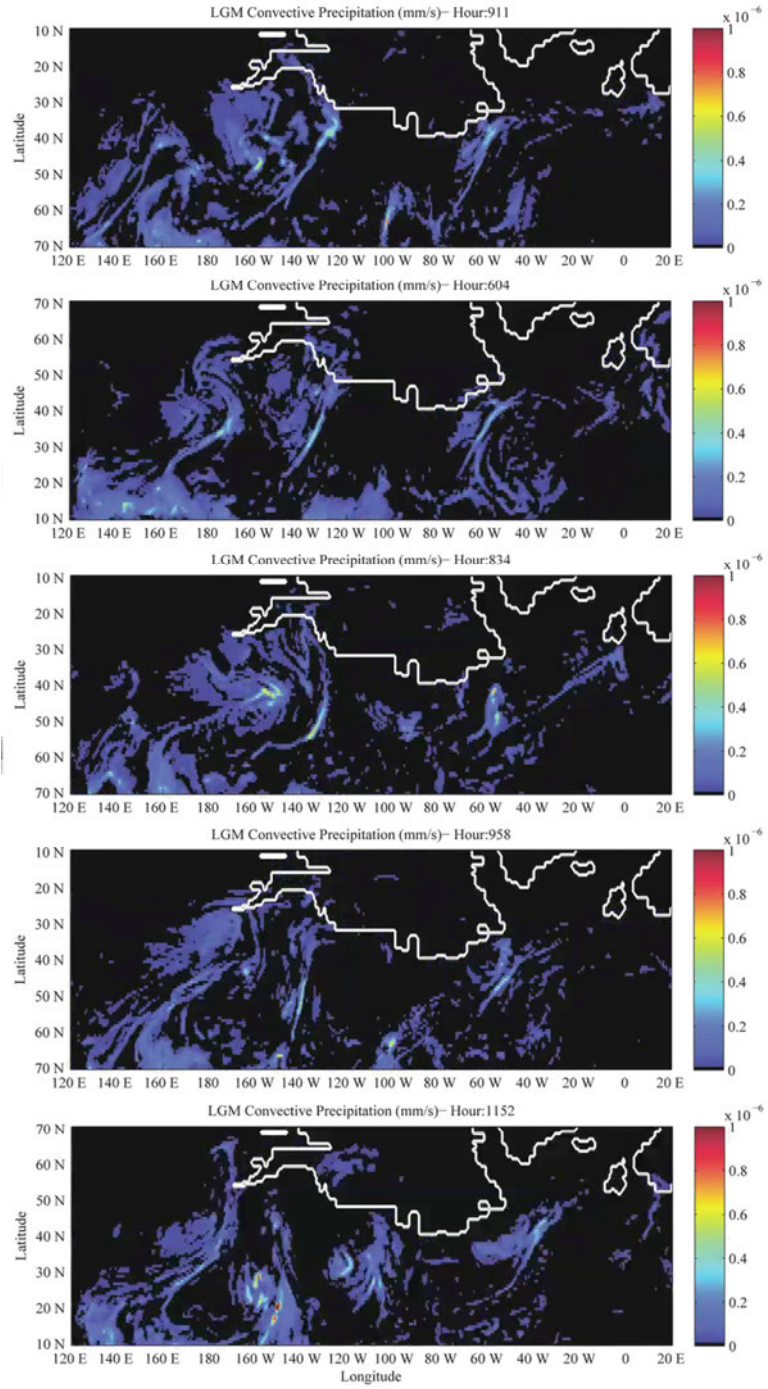 LGM Convective Precipitation (mm/s)− Hour:911
x 10⁻⁶
10 N
20 N
30 N
40 N
50 N
60 N
70 N
Latitude
120 E 140 E 160 E 180 W 160 W 140 W 120 W 100 W 80 W 60 W 40 W 20 W 0 20 E
1
0.8
0.6
0.4
0.2
0
LGM Convective Precipitation (mm/s)− Hour:604
x 10⁻⁶
70 N
60 N
50 N
40 N
30 N
20 N
10 N
Latitude
120 E 140 E 160 E 180 W 160 W 140 W 120 W 100 W 80 W 60 W 40 W 20 W 0 20 E
1
0.8
0.6
0.4
0.2
0
LGM Convective Precipitation (mm/s)− Hour:834
x 10⁻⁶
10 N
20 N
30 N
40 N
50 N
60 N
70 N
Latitude
120 E 140 E 160 E 180 W 160 W 140 W 120 W 100 W 80 W 60 W 40 W 20 W 0 20 E
1
0.8
0.6
0.4
0.2
0
LGM Convective Precipitation (mm/s)− Hour:958
x 10⁻⁶
10 N
20 N
30 N
40 N
50 N
60 N
70 N
Latitude
120 E 140 E 160 E 180 W 160 W 140 W 120 W 100 W 80 W 60 W 40 W 20 W 0 20 E
1
0.8
0.6
0.4
0.2
0
LGM Convective Precipitation (mm/s)− Hour:1152
x 10⁻⁶
70 N
60 N
50 N
40 N
30 N
20 N
10 N
Latitude
120 E 140 E 160 E 180 W 160 W 140 W 120 W 100 W 80 W 60 W 40 W 20 W 0 20 E
Longitude
1
0.8
0.6
0.4
0.2
0